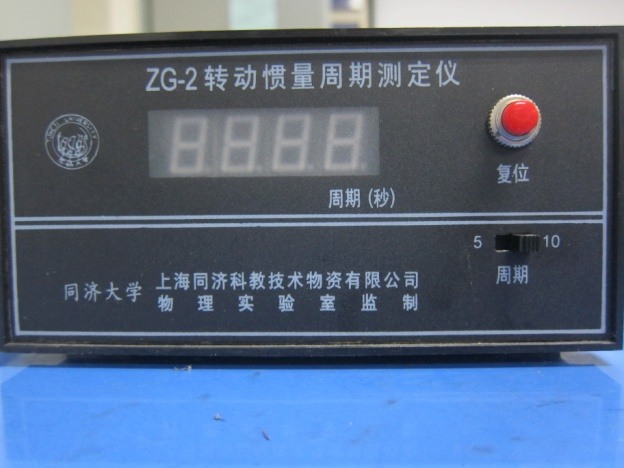 ZG-2 转动惯量周期测定仪
8888
周期 (秒)
复位
5 10
周期
同济大学
上海同济科教技术物资有限公司
物理实验室监制